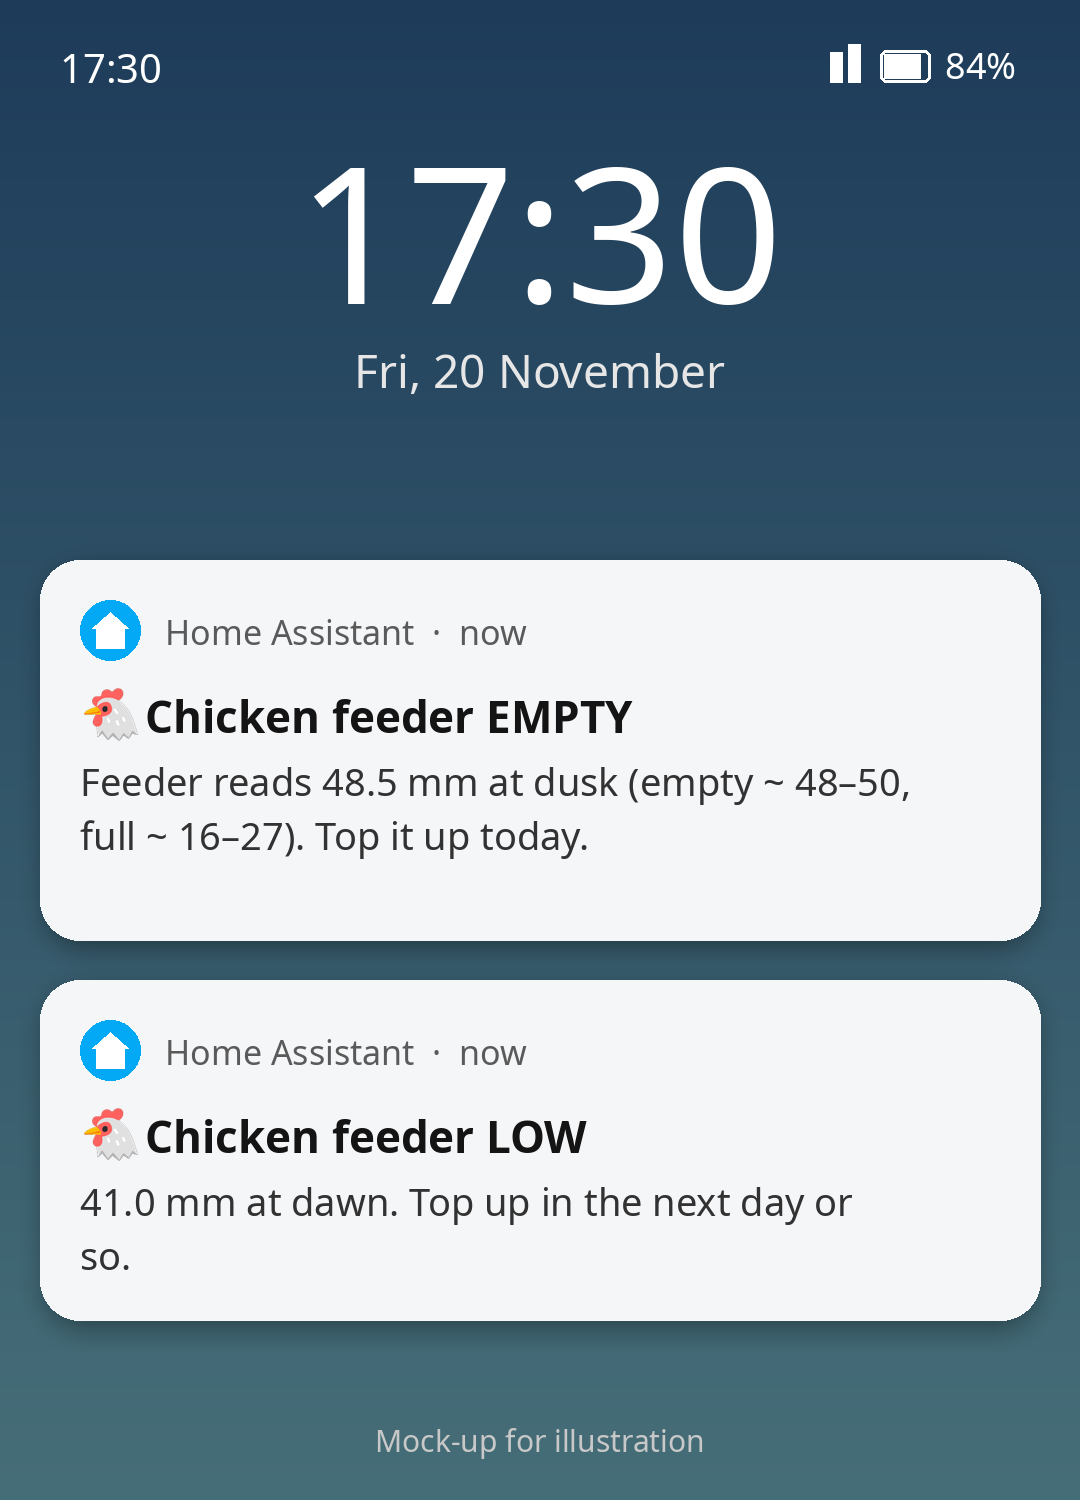 17:30 84%
17:30
Fri, 20 November
Home Assistant · now
🐔Chicken feeder EMPTY
Feeder reads 48.5 mm at dusk (empty ~ 48–50,
full ~ 16–27). Top it up today.
Home Assistant · now
🐔Chicken feeder LOW
41.0 mm at dawn. Top up in the next day or
so.
Mock-up for illustration